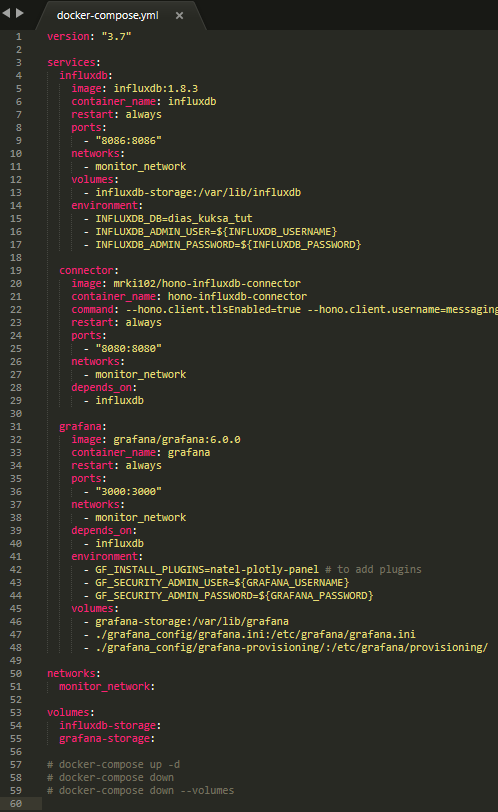 docker-compose.yml ×
1 version: "3.7"
2
3 services:
4   influxdb:
5     image: influxdb:1.8.3
6     container_name: influxdb
7     restart: always
8     ports:
9       - "8086:8086"
10     networks:
11       - monitor_network
12     volumes:
13       - influxdb-storage:/var/lib/influxdb
14     environment:
15       - INFLUXDB_DB=dias_kuksa_tut
16       - INFLUXDB_ADMIN_USER=${INFLUXDB_USERNAME}
17       - INFLUXDB_ADMIN_PASSWORD=${INFLUXDB_PASSWORD}
18
19   connector:
20     image: mrki102/hono-influxdb-connector
21     container_name: hono-influxdb-connector
22     command: --hono.client.tlsEnabled=true --hono.client.username=messaging
23     restart: always
24     ports:
25       - "8080:8080"
26     networks:
27       - monitor_network
28     depends_on:
29       - influxdb
30
31   grafana:
32     image: grafana/grafana:6.0.0
33     container_name: grafana
34     restart: always
35     ports:
36       - "3000:3000"
37     networks:
38       - monitor_network
39     depends_on:
40       - influxdb
41     environment:
42       - GF_INSTALL_PLUGINS=natel-plotly-panel # to add plugins
43       - GF_SECURITY_ADMIN_USER=${GRAFANA_USERNAME}
44       - GF_SECURITY_ADMIN_PASSWORD=${GRAFANA_PASSWORD}
45     volumes:
46       - grafana-storage:/var/lib/grafana
47       - ./grafana_config/grafana.ini:/etc/grafana/grafana.ini
48       - ./grafana_config/grafana-provisioning/:/etc/grafana/provisioning/
49
50 networks:
51   monitor_network:
52
53 volumes:
54   influxdb-storage:
55   grafana-storage:
56
57 # docker-compose up -d
58 # docker-compose down
59 # docker-compose down --volumes
60